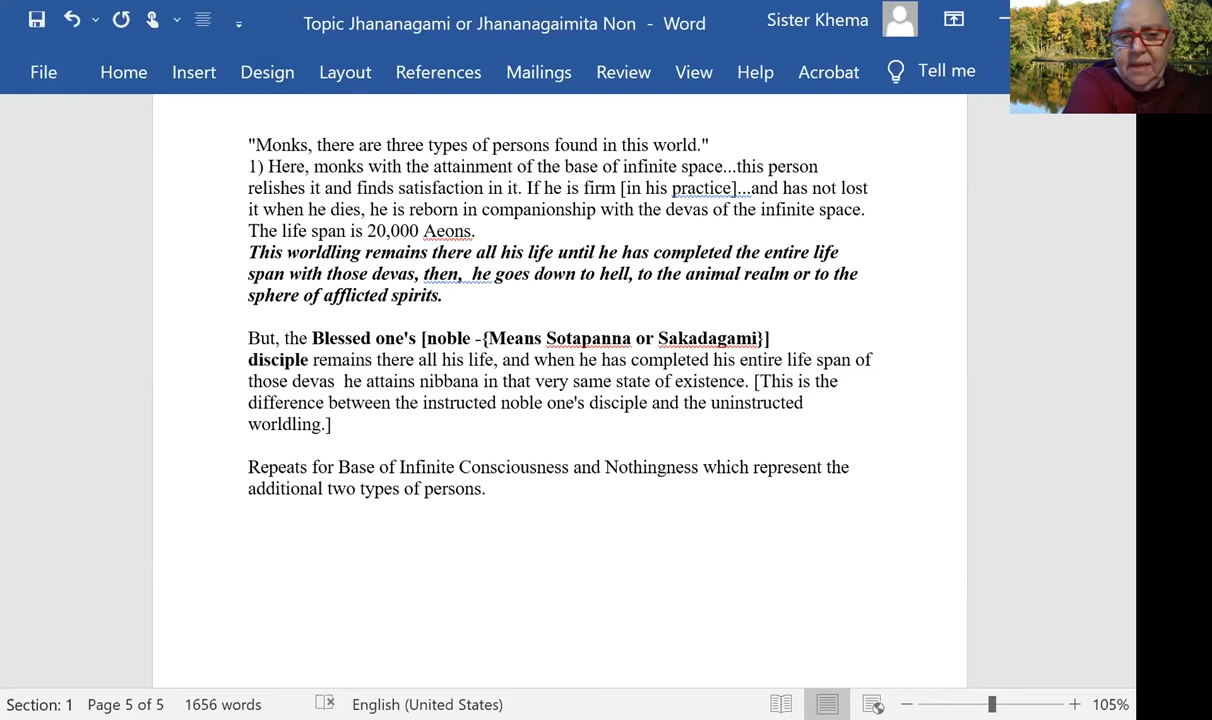 Topic Jhananagami or Jhananagaimita Non - Word
Sister Khema
File Home Insert Design Layout References Mailings Review View Help Acrobat Tell me
"Monks, there are three types of persons found in this world."
1) Here, monks with the attainment of the base of infinite space...this person
relishes it and finds satisfaction in it. If he is firm [in his practice]...and has not lost
it when he dies, he is reborn in companionship with the devas of the infinite space.
The life span is 20,000 Aeons.
This worldling remains there all his life until he has completed the entire life
span with those devas, then, he goes down to hell, to the animal realm or to the
sphere of afflicted spirits.
But, the Blessed one's [noble -{Means Sotapanna or Sakadagami}]
disciple remains there all his life, and when he has completed his entire life span of
those devas he attains nibbana in that very same state of existence. [This is the
difference between the instructed noble one's disciple and the uninstructed
worldling.]
Repeats for Base of Infinite Consciousness and Nothingness which represent the
additional two types of persons.
Section: 1 Page 5 of 5 1656 words English (United States) 105%